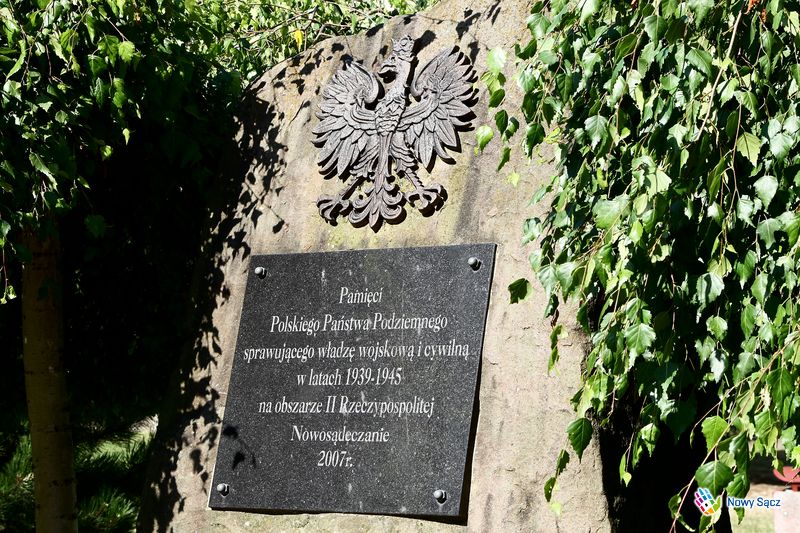 Pamięci
Polskiego Państwa Podziemnego
sprawującego władzę wojskową i cywilną
w latach 1939-1945
na obszarze II Rzeczypospolitej
Nowosądeczanie
2007r.
Nowy Sącz